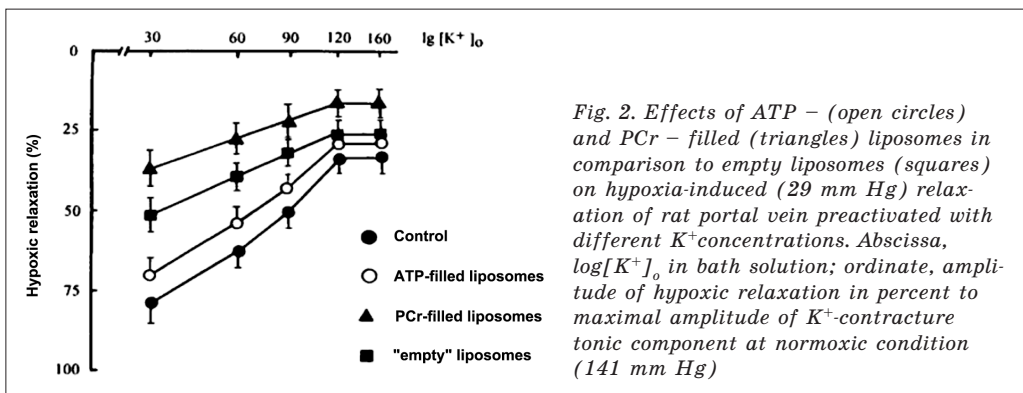 30 60 90 120 160 lg [K⁺]ₒ
0
25
50
75
100
Hypoxic relaxation (%)
Control
ATP-filled liposomes
PCr-filled liposomes
"empty" liposomes
Fig. 2. Effects of ATP – (open circles)
and PCr – filled (triangles) liposomes in
comparison to empty liposomes (squares)
on hypoxia-induced (29 mm Hg) relax-
ation of rat portal vein preactivated with
different K⁺concentrations. Abscissa,
log[K⁺]ₒ in bath solution; ordinate, ampli-
tude of hypoxic relaxation in percent to
maximal amplitude of K⁺-contracture
tonic component at normoxic condition
(141 mm Hg)